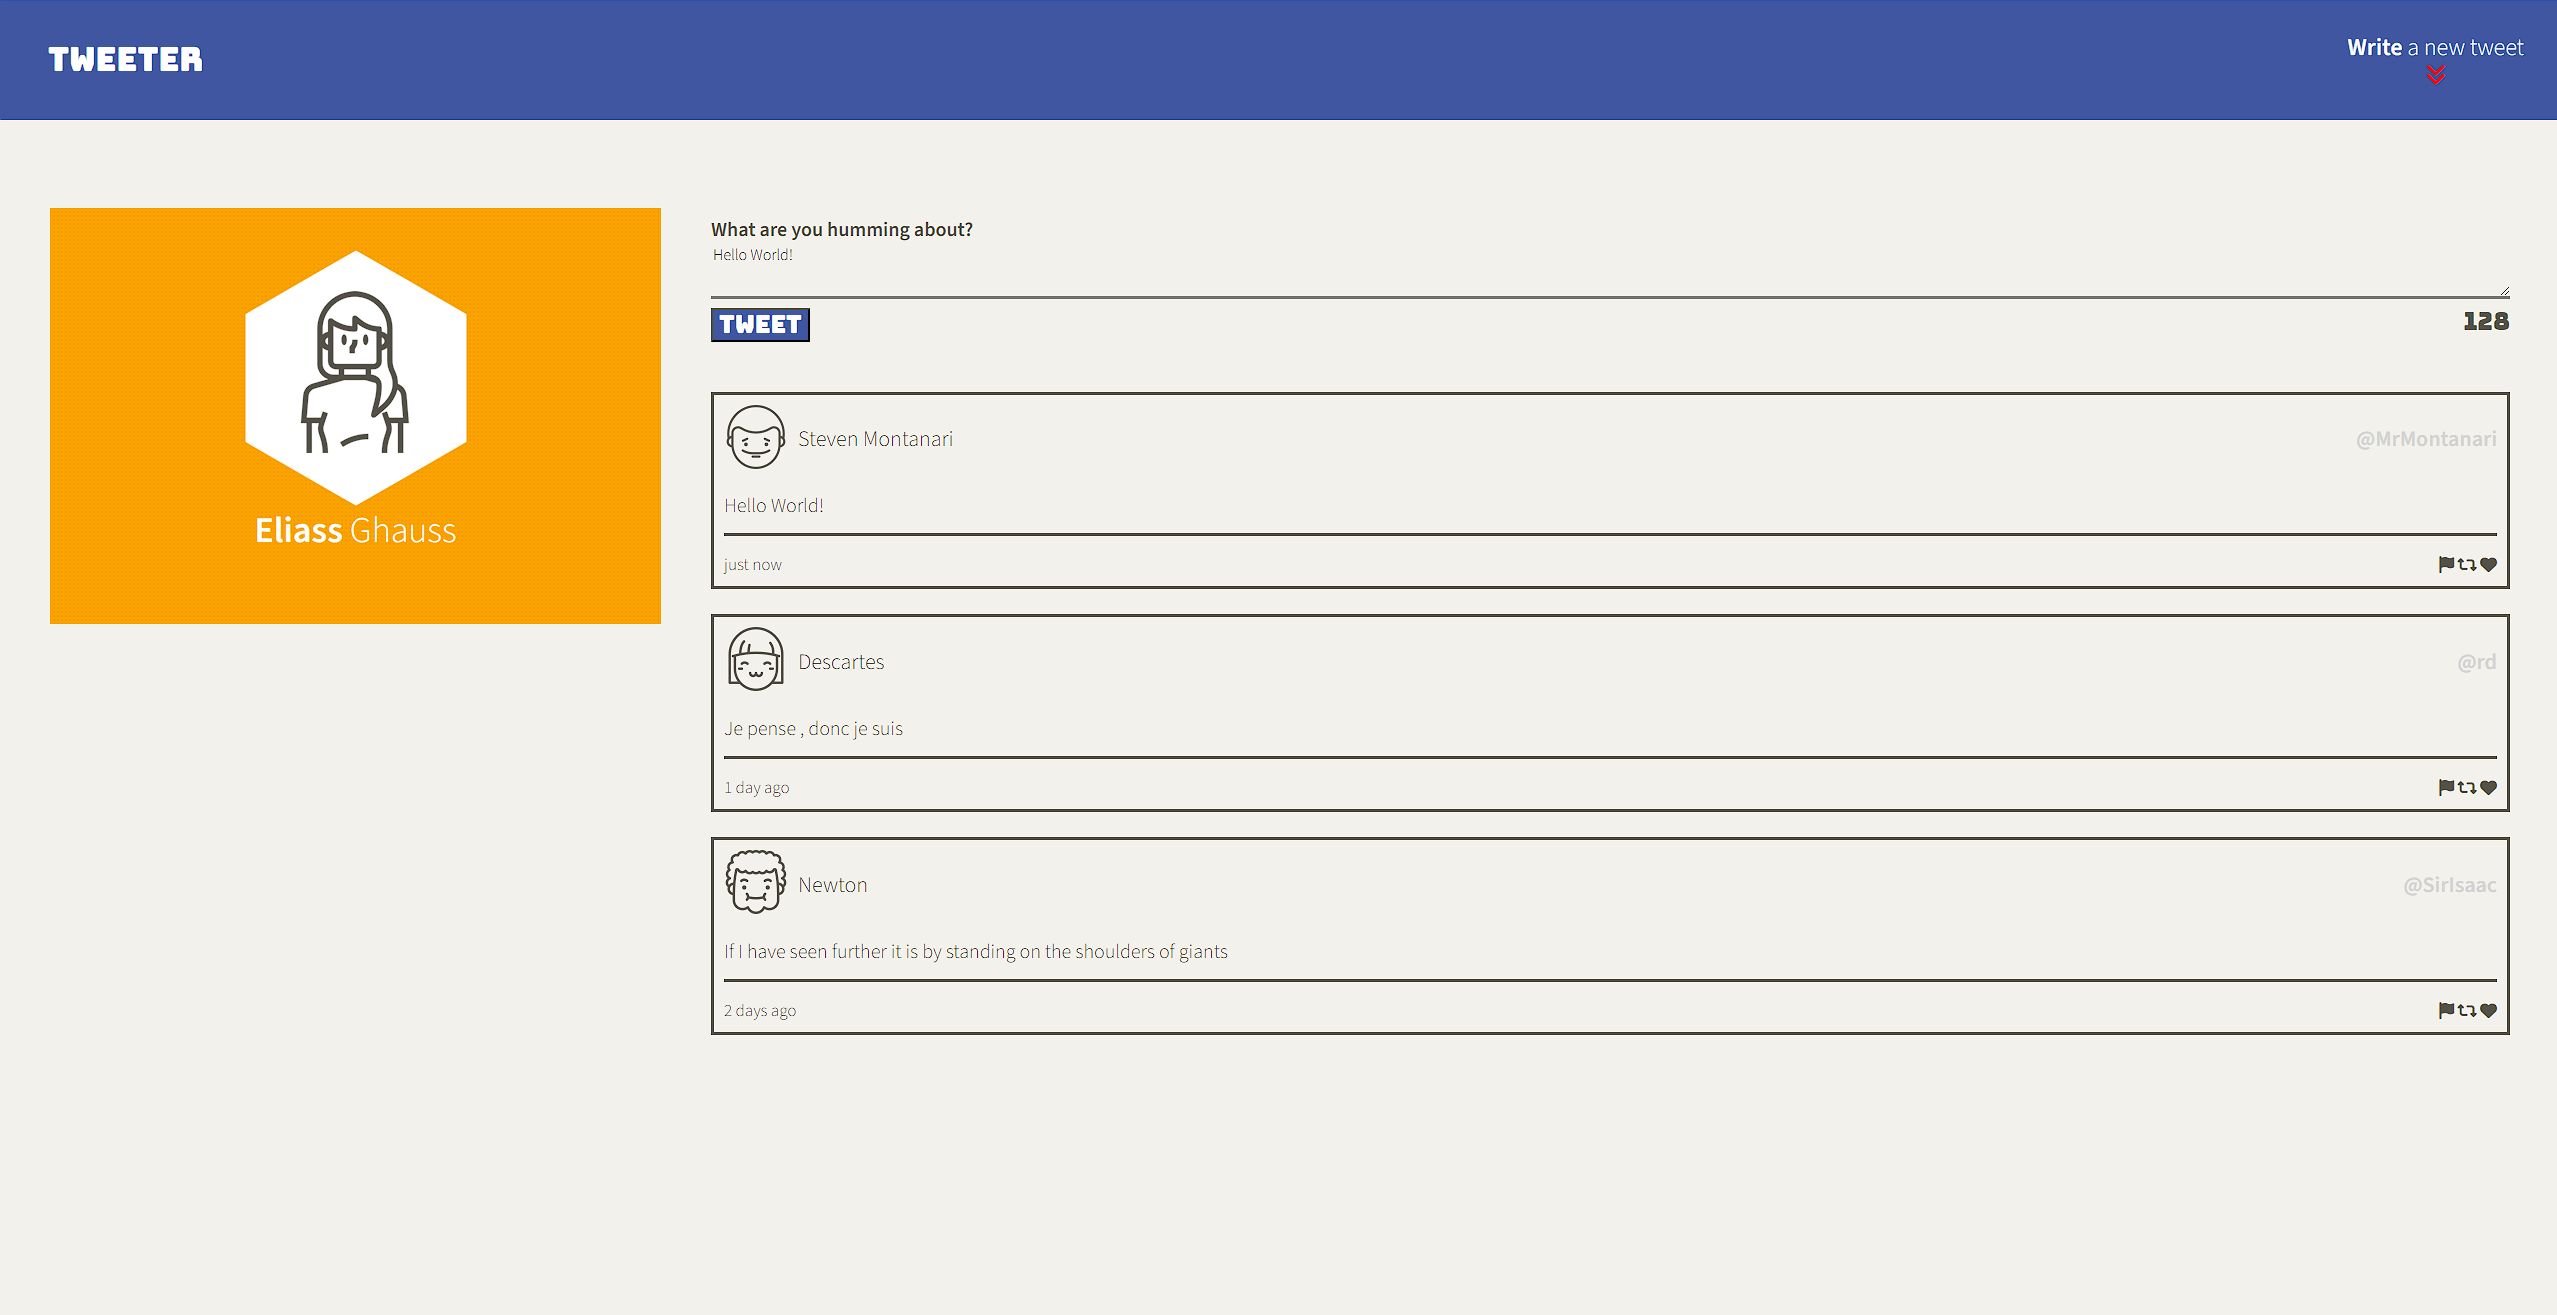 TWEETER
Write a new tweet
Eliass Ghauss
What are you humming about?
Hello World!
TWEET
128
Steven Montanari
@MrMontanari
Hello World!
just now
Descartes
@rd
Je pense , donc je suis
1 day ago
Newton
@SirIsaac
If I have seen further it is by standing on the shoulders of giants
2 days ago